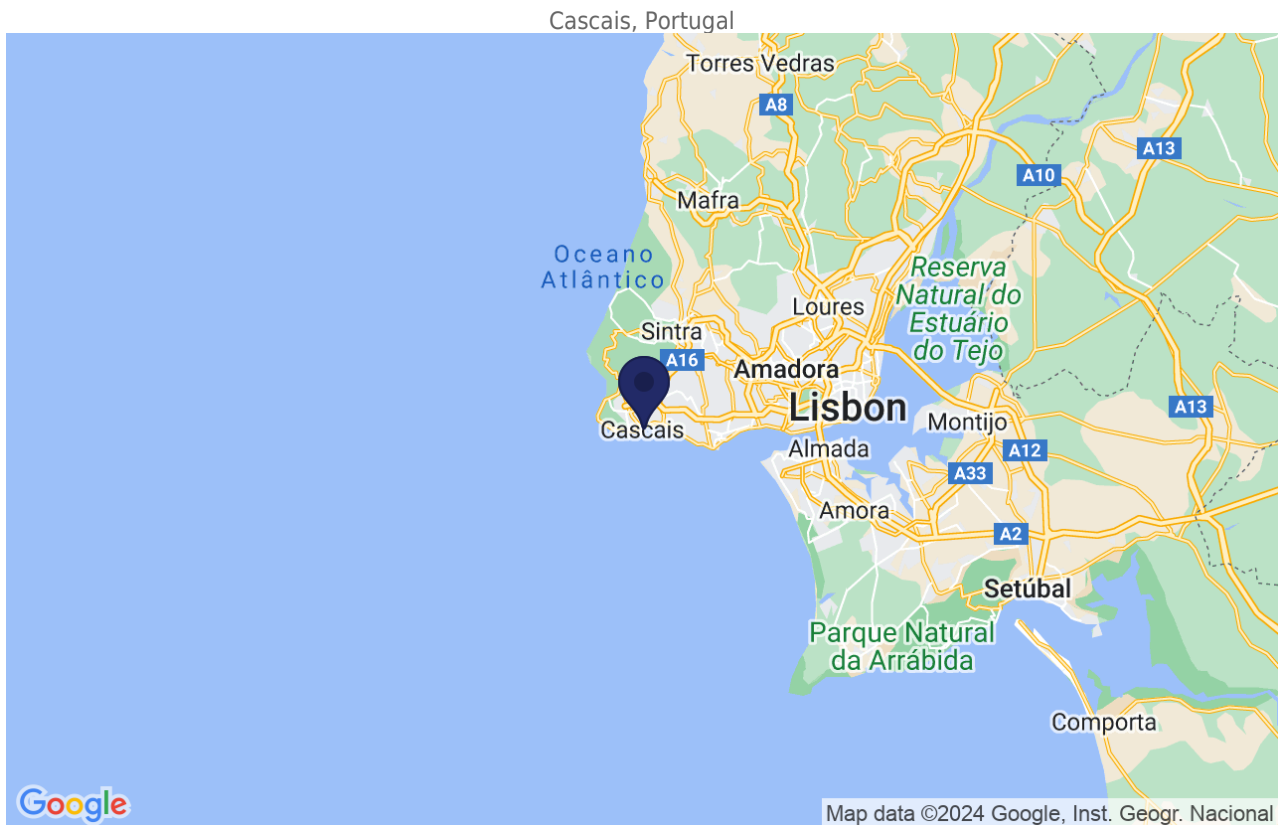 Cascais, Portugal
Torres Vedras
A8
A13
A10
Mafra
Oceano
Atlântico
Reserva
Natural do
Estuário
do Tejo
Loures
Sintra
A16
Amadora
Lisbon
A13
Montijo
Cascais
Almada
A12
A33
Amora
A2
Setúbal
Parque Natural
da Arrábida
Comporta
Google
Map data ©2024 Google, Inst. Geogr. Nacional